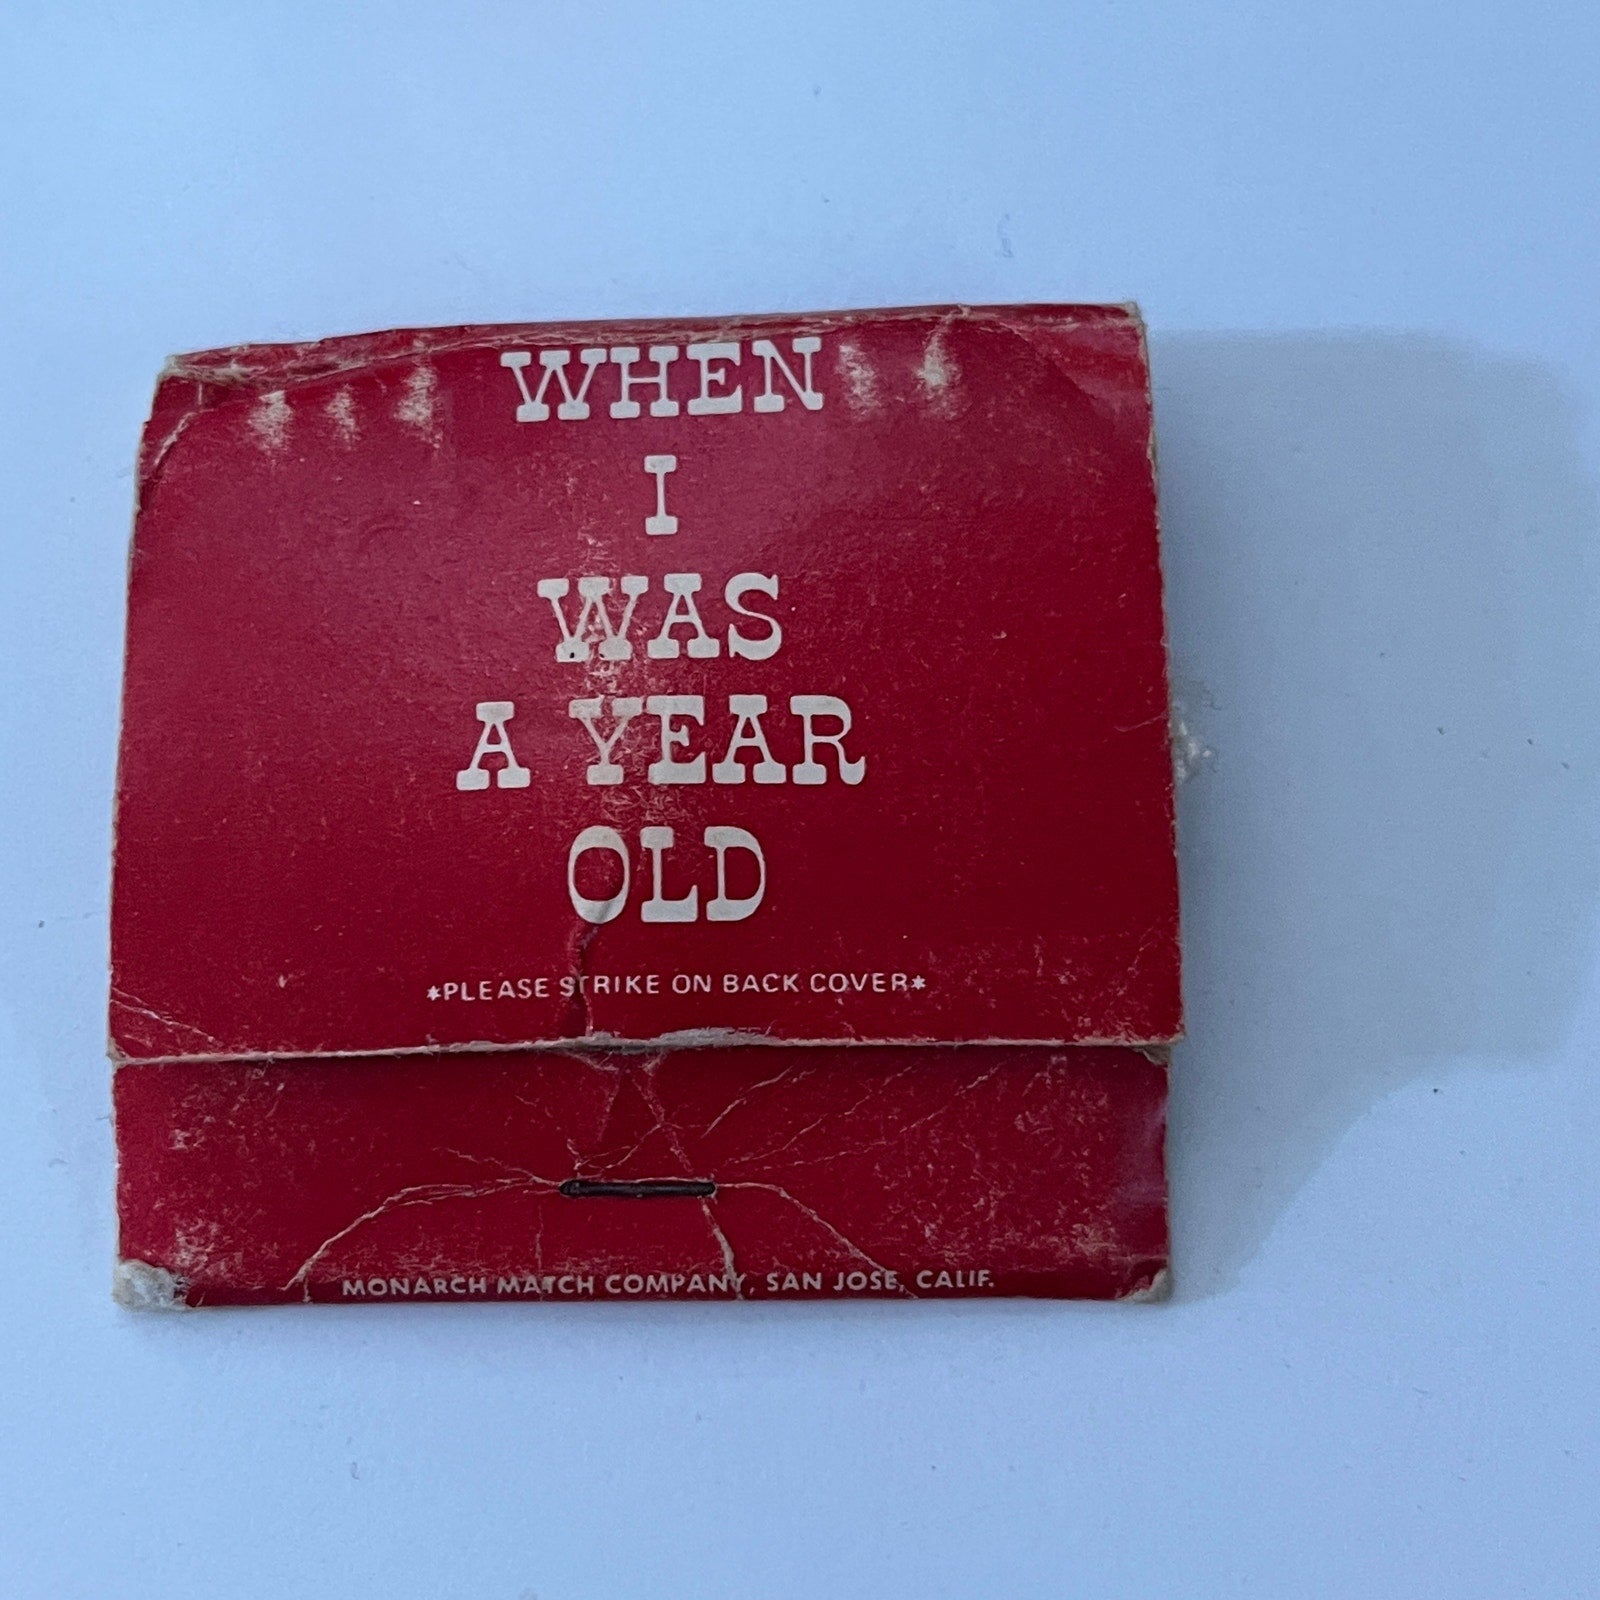 WHEN
I
WAS
A YEAR
OLD
*PLEASE STRIKE ON BACK COVER*
MONARCH MATCH COMPANY, SAN JOSE, CALIF.